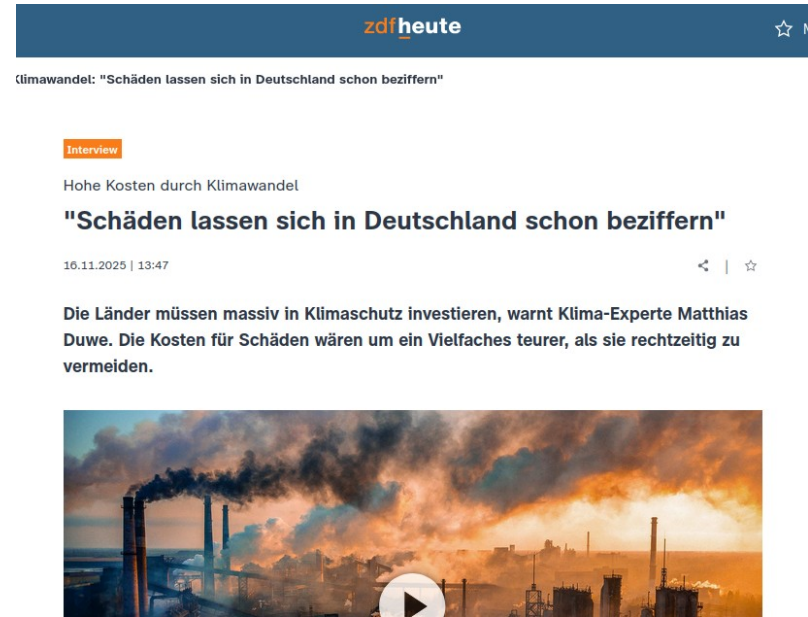 zdfheute
Klimawandel: "Schäden lassen sich in Deutschland schon beziffern"
Interview
Hohe Kosten durch Klimawandel
"Schäden lassen sich in Deutschland schon beziffern"
16.11.2025 | 13:47
Die Länder müssen massiv in Klimaschutz investieren, warnt Klima-Experte Matthias
Duwe. Die Kosten für Schäden wären um ein Vielfaches teurer, als sie rechtzeitig zu
vermeiden.